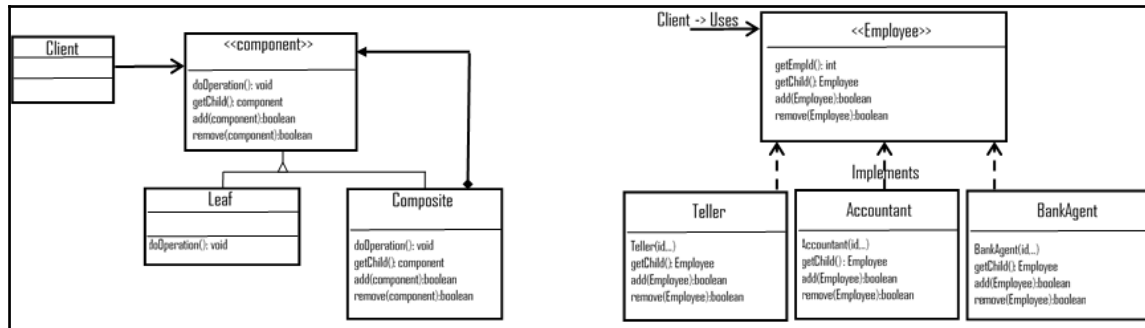 Client
<<component>>
doOperation(): void
getChild(): component
add(component):boolean
remove(component):boolean
Leaf
doOperation(): void
Composite
doOperation(): void
getChild(): component
add(component):boolean
remove(component):boolean
Client -> Uses
<<Employee>>
getEmpId(): int
getChild(): Employee
add(Employee):boolean
remove(Employee):boolean
Implements
Teller
Teller(id...)
getChild(): Employee
add(Employee):boolean
remove(Employee):boolean
Accountant
Accountant(id...)
getChild() : Employee
add(Employee):boolean
remove(Employee):boolean
BankAgent
BankAgent(id...)
getChild(): Employee
add(Employee):boolean
remove(Employee):boolean